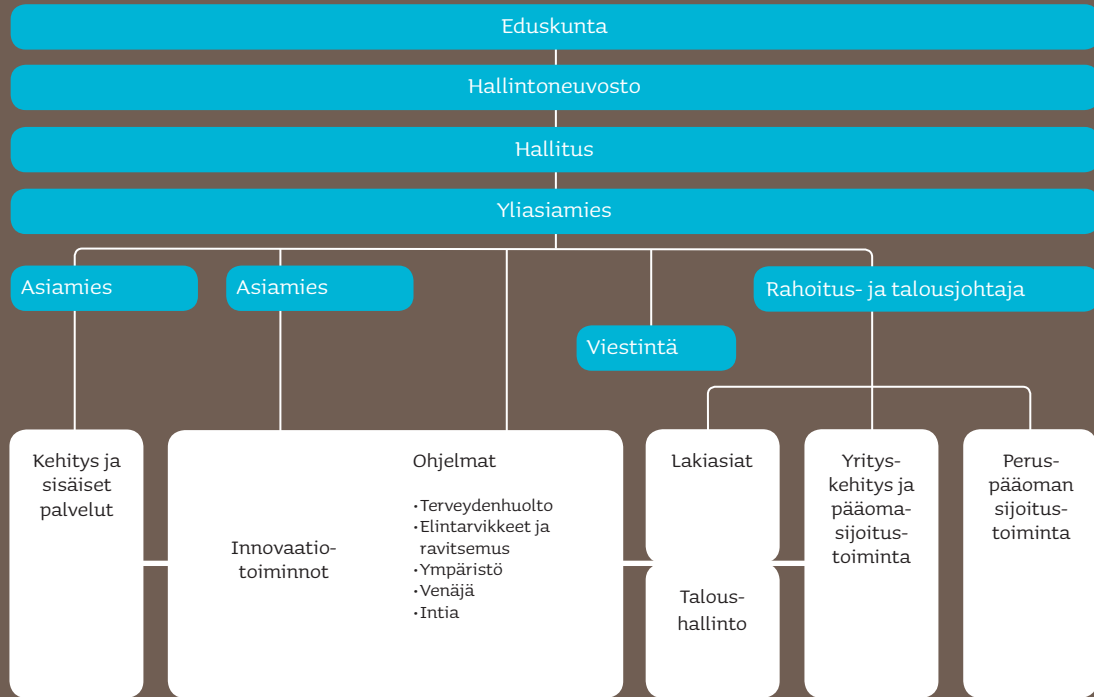 Eduskunta
Hallintoneuvosto
Hallitus
Yliasiamies
Asiamies
Asiamies
Rahoitus- ja talousjohtaja
Viestintä
Kehitys ja
sisäiset
palvelut
Innovaatio-
toiminnot
Ohjelmat
·Terveydenhuolto
·Elintarvikkeet ja
ravitsemus
·Ympäristö
·Venäjä
·Intia
Lakiasiat
Talous-
hallinto
Yritys-
kehitys ja
pääoma-
sijoitus-
toiminta
Perus-
pääoman
sijoitus-
toiminta